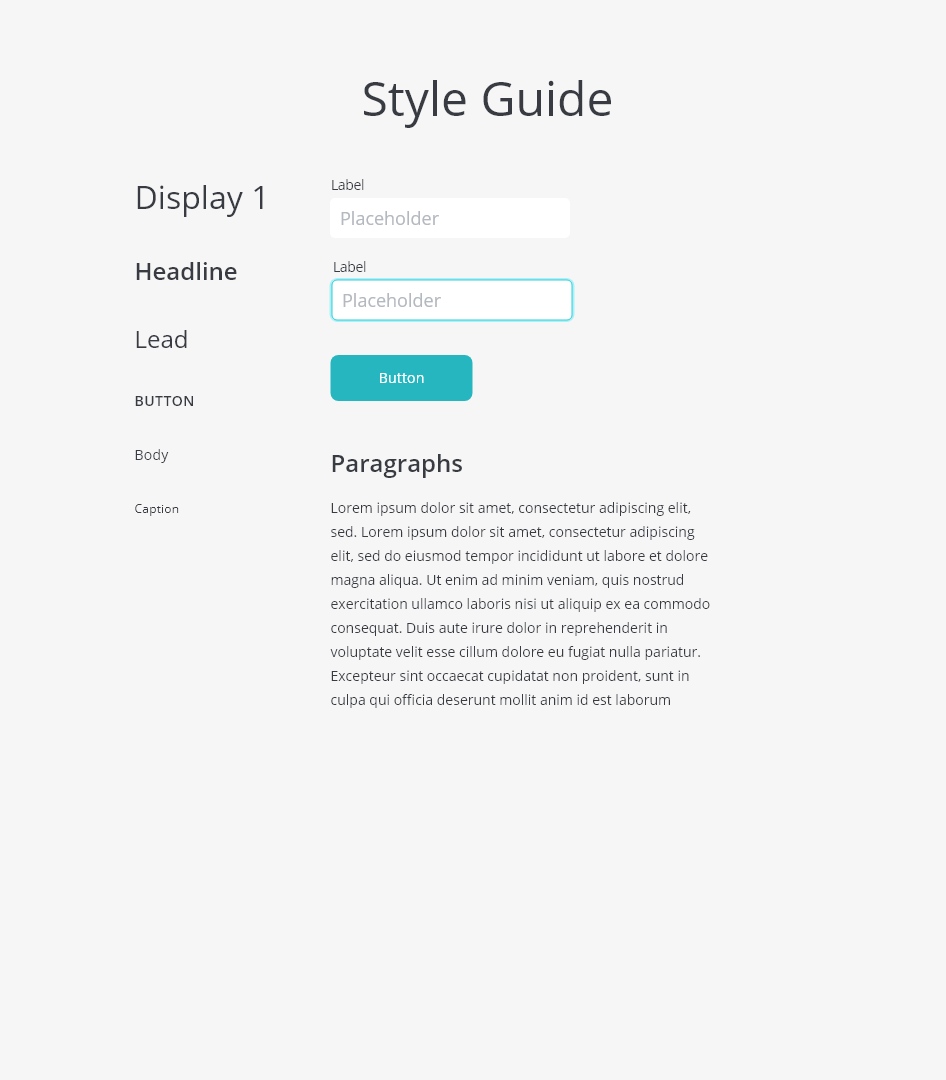 Style Guide
Display 1
Headline
Lead
BUTTON
Body
Caption
Label
Placeholder
Label
Placeholder
Button
Paragraphs
Lorem ipsum dolor sit amet, consectetur adipiscing elit,
sed. Lorem ipsum dolor sit amet, consectetur adipiscing
elit, sed do eiusmod tempor incididunt ut labore et dolore
magna aliqua. Ut enim ad minim veniam, quis nostrud
exercitation ullamco laboris nisi ut aliquip ex ea commodo
consequat. Duis aute irure dolor in reprehenderit in
voluptate velit esse cillum dolore eu fugiat nulla pariatur.
Excepteur sint occaecat cupidatat non proident, sunt in
culpa qui officia deserunt mollit anim id est laborum